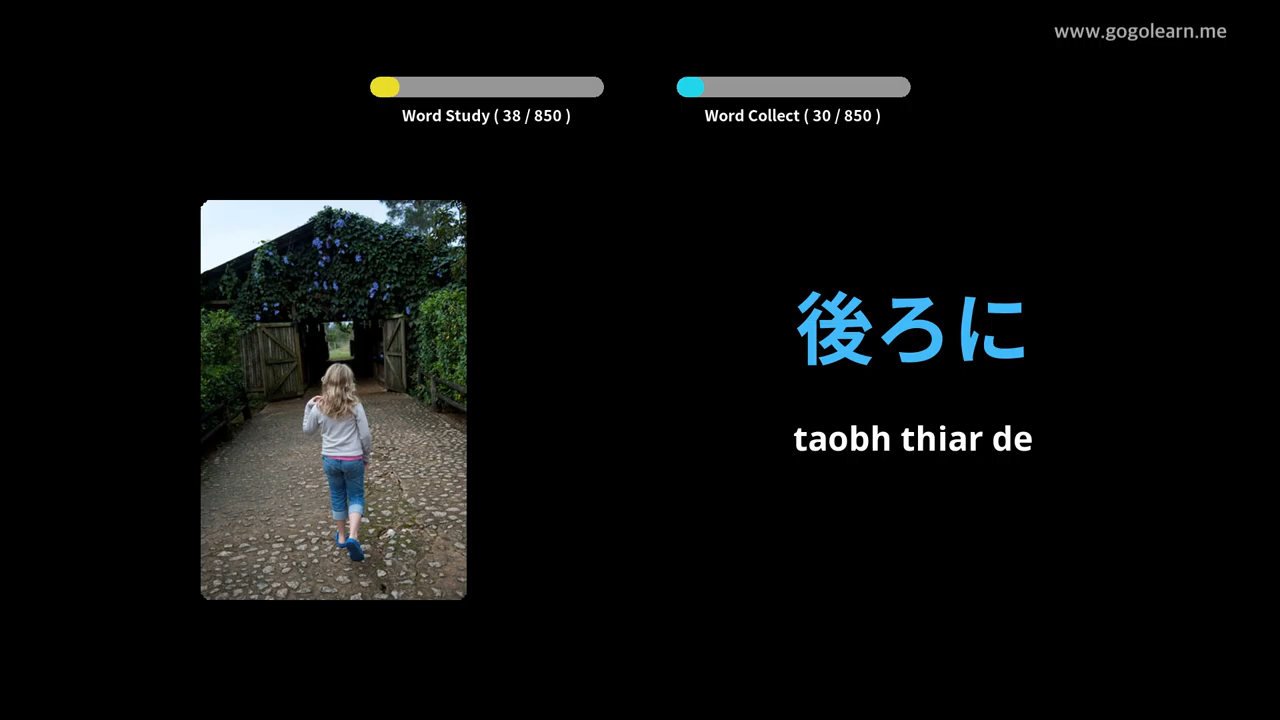 www.gogolearn.me
Word Study ( 38 / 850 )
Word Collect ( 30 / 850 )
後ろに
taobh thiar de